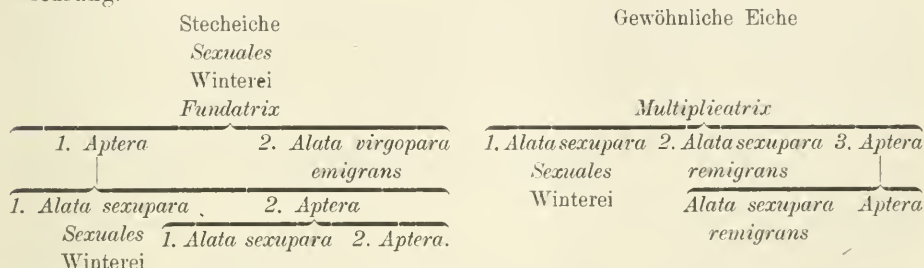 Stecheiche
Sexuales
Winterei
Fundatrix
1. Aptera 2. Alata virgopara
emigrans
1. Alata sexupara 2. Aptera
Sexuales 1. Alata sexupara 2. Aptera.
Winterei
Gewöhnliche Eiche
Multiplicatrix
1. Alata sexupara 2. Alata sexupara 3. Aptera
Sexuales remigrans
Winterei Alata sexupara Aptera
remigrans